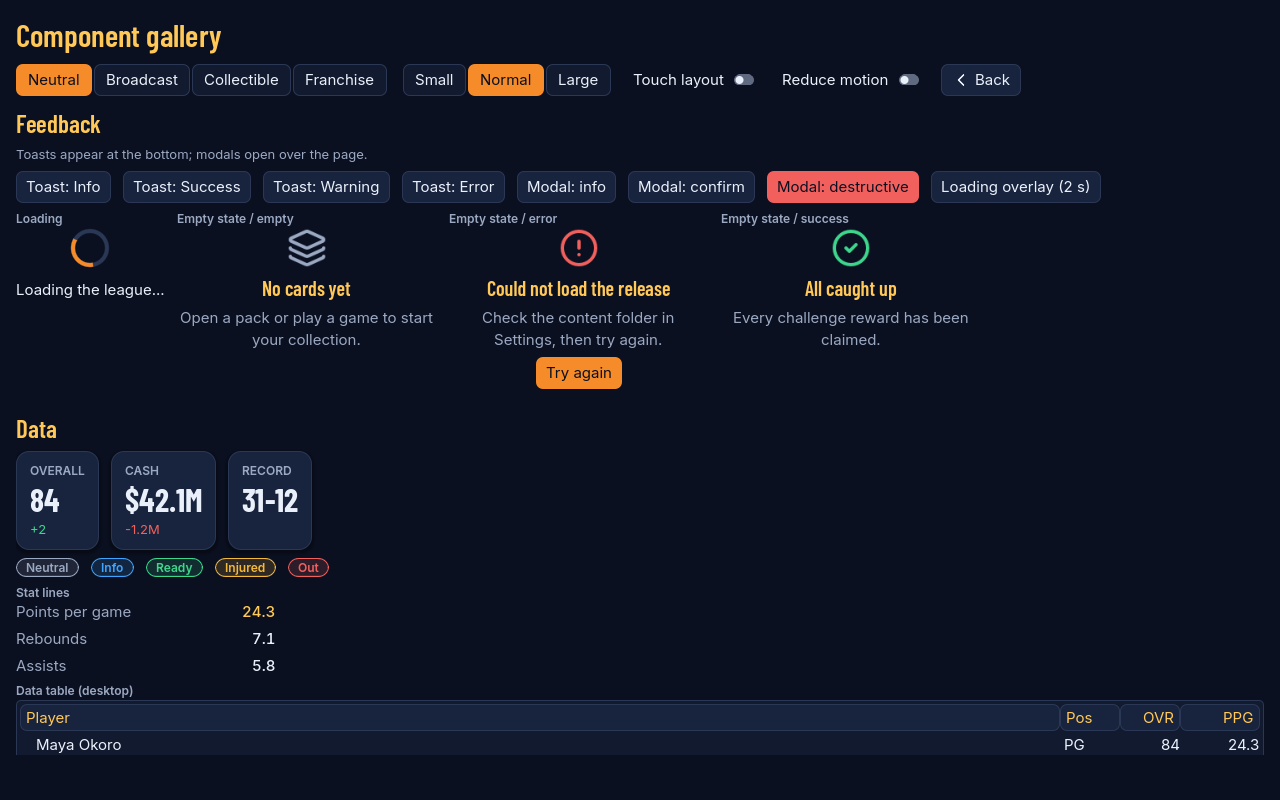 Component gallery
Neutral Broadcast Collectible Franchise Small Normal Large Touch layout Reduce motion Back
Feedback
Toasts appear at the bottom; modals open over the page.
Toast: Info Toast: Success Toast: Warning Toast: Error Modal: info Modal: confirm Modal: destructive Loading overlay (2 s)
Loading
Loading the league...
Empty state / empty
No cards yet
Open a pack or play a game to start
your collection.
Empty state / error
Could not load the release
Check the content folder in
Settings, then try again.
Try again
Empty state / success
All caught up
Every challenge reward has been
claimed.
Data
OVERALL
84
+2
CASH
$42.1M
-1.2M
RECORD
31-12
Neutral Info Ready Injured Out
Stat lines
Points per game 24.3
Rebounds 7.1
Assists 5.8
Data table (desktop)
Player Pos OVR PPG
Maya Okoro PG 84 24.3